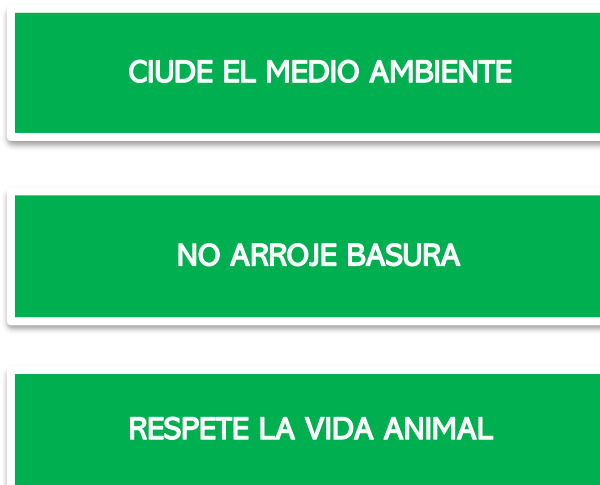 CIUDE EL MEDIO AMBIENTE
NO ARROJE BASURA
RESPETE LA VIDA ANIMAL